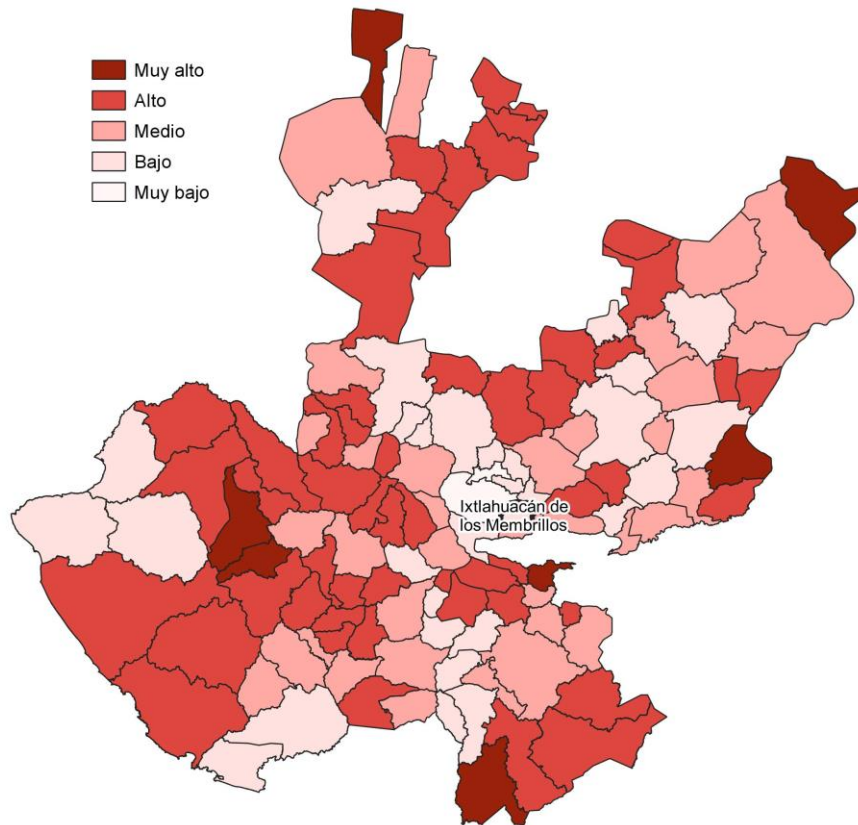 Muy alto
Alto
Medio
Bajo
Muy bajo
Ixtlahuacán de
los Membrillos